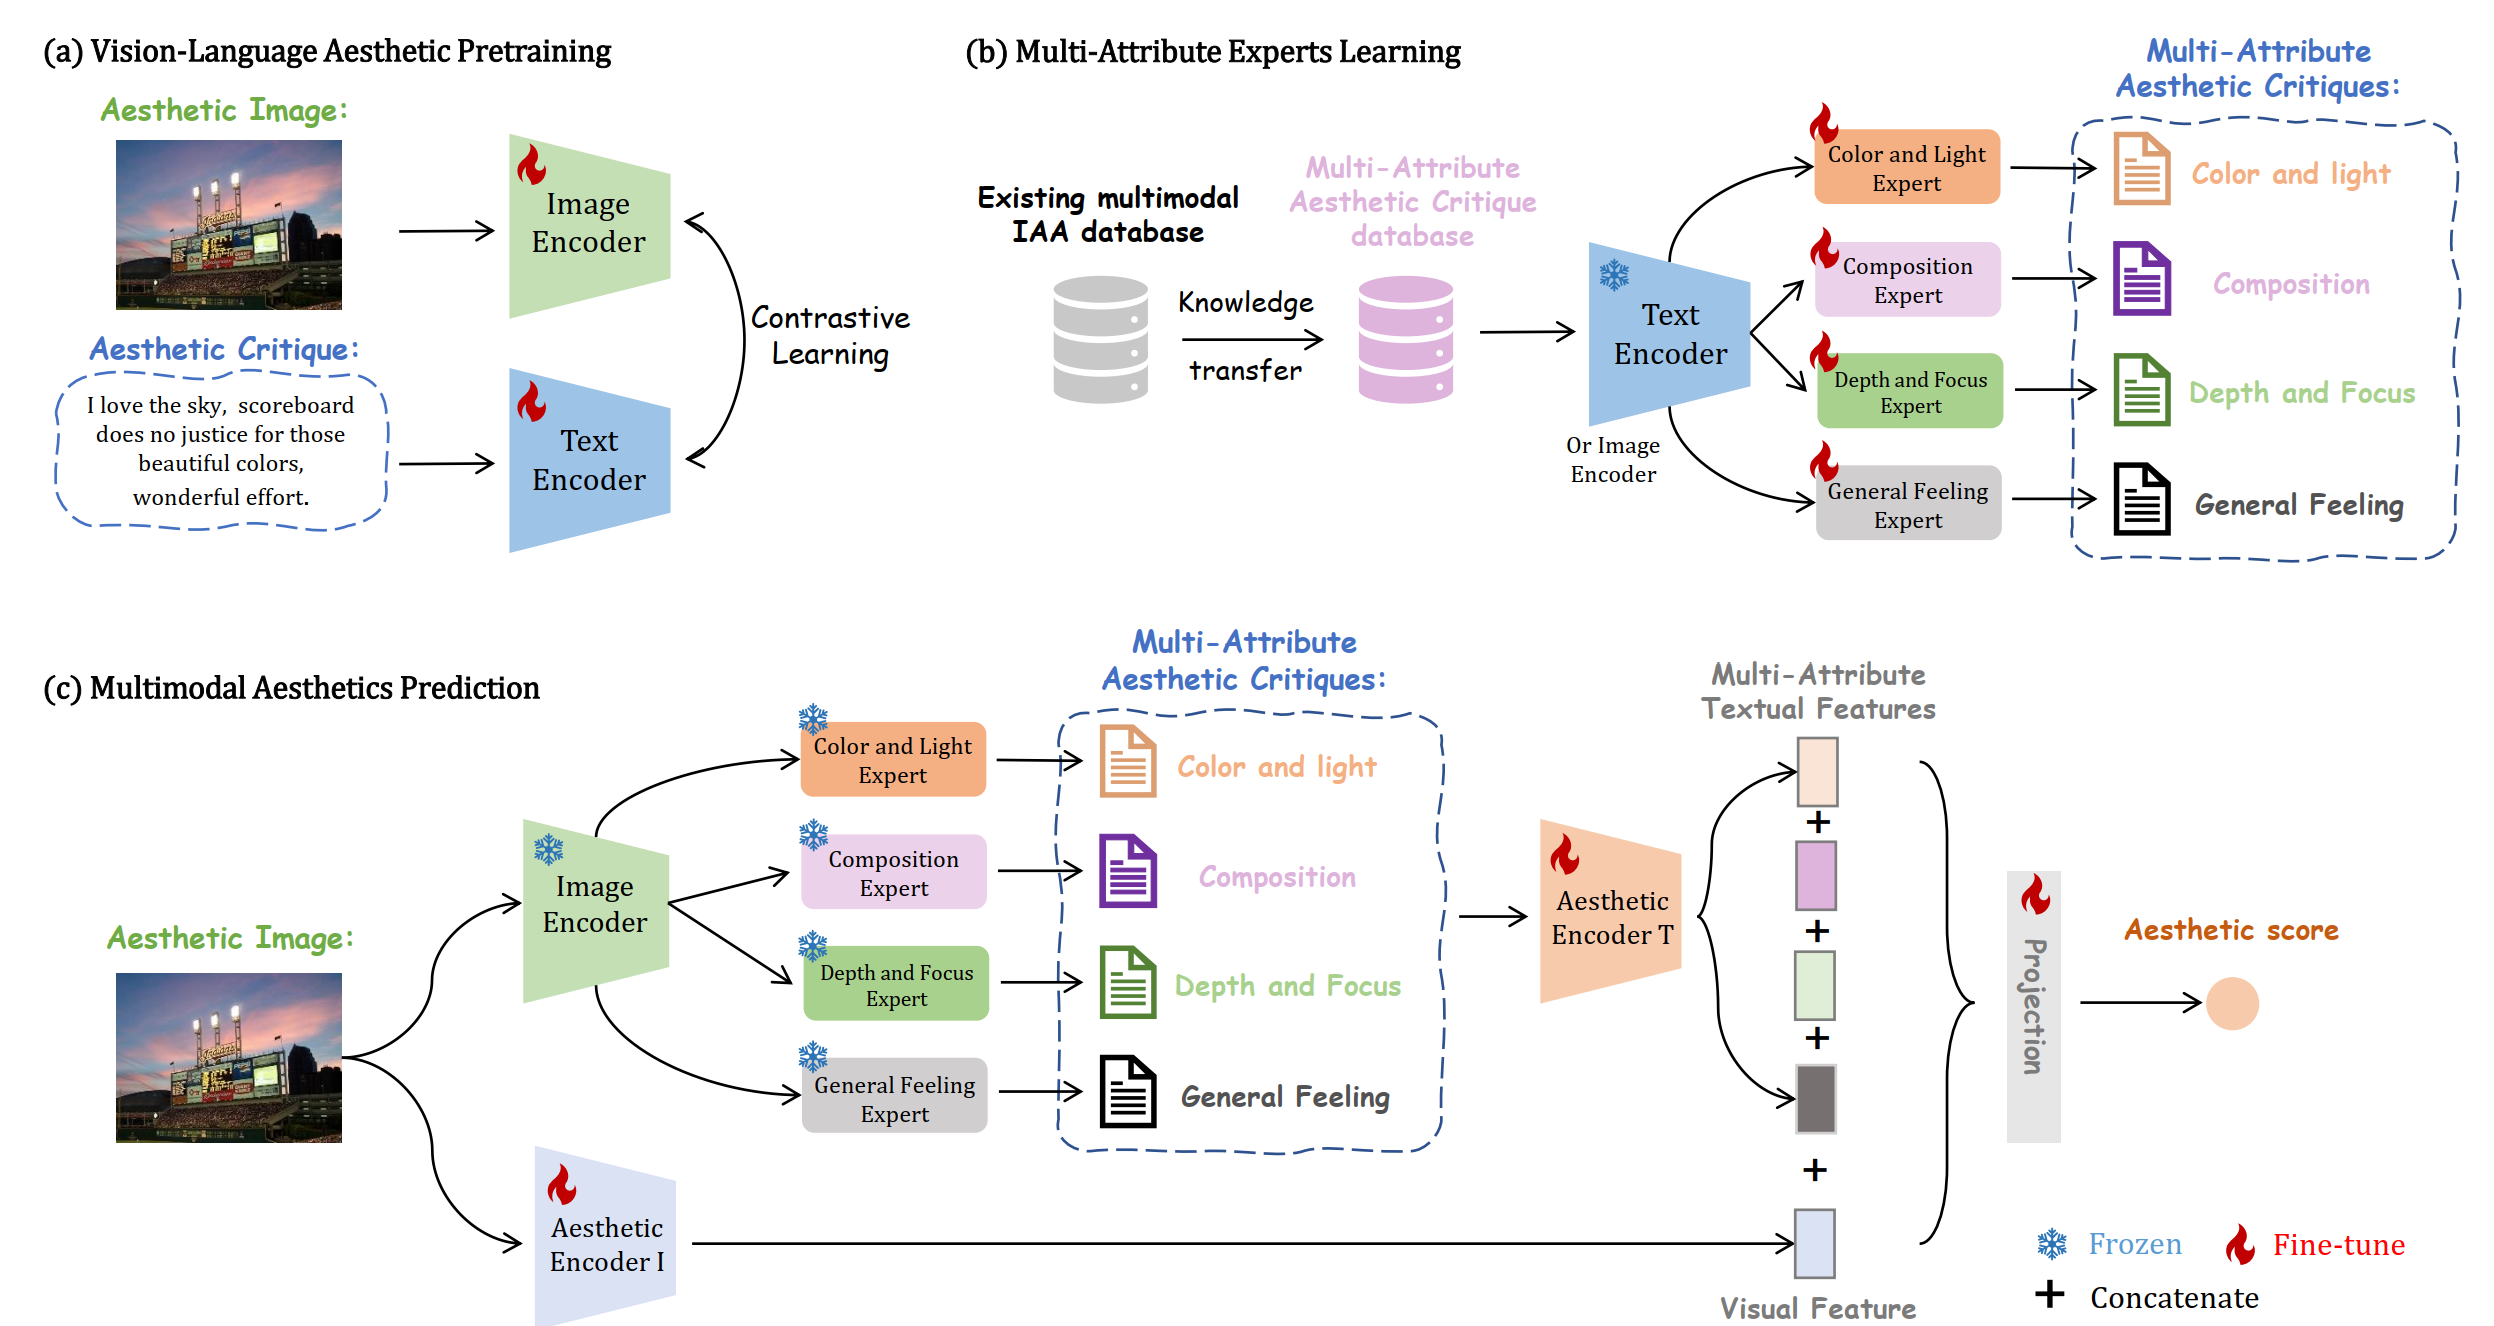 (a) Vision-Language Aesthetic Pretraining
Aesthetic Image:
Image
Encoder
Contrastive
Learning
Aesthetic Critique:
I love the sky, scoreboard
does no justice for those
beautiful colors,
wonderful effort.
Text
Encoder
(b) Multi-Attribute Experts Learning
Existing multimodal
IAA database
Knowledge
transfer
Multi-Attribute
Aesthetic Critique
database
Text
Encoder
Or Image
Encoder
Color and Light
Expert
Composition
Expert
Depth and Focus
Expert
General Feeling
Expert
Multi-Attribute
Aesthetic Critiques:
Color and light
Composition
Depth and Focus
General Feeling
(c) Multimodal Aesthetics Prediction
Aesthetic Image:
Image
Encoder
Aesthetic
Encoder I
Color and Light
Expert
Composition
Expert
Depth and Focus
Expert
General Feeling
Expert
Multi-Attribute
Aesthetic Critiques:
Color and light
Composition
Depth and Focus
General Feeling
Aesthetic
Encoder T
Multi-Attribute
Textual Features
+
+
+
+
Visual Feature
Projection
Aesthetic score
Frozen
Fine-tune
+ Concatenate